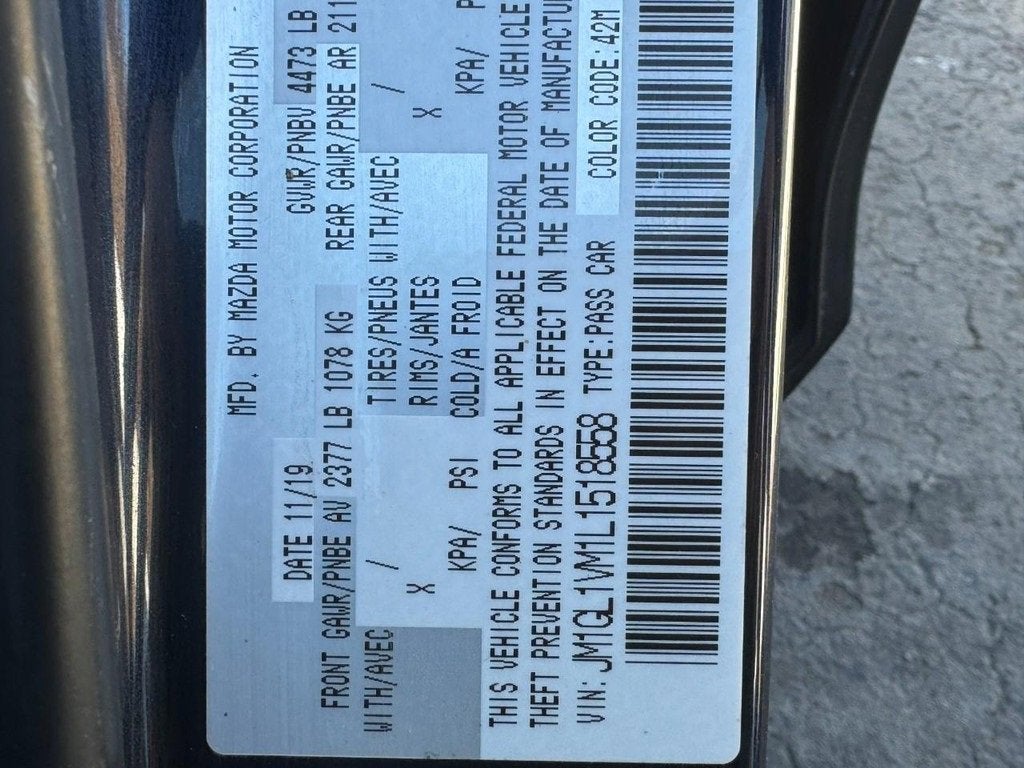 MFD. BY MAZDA MOTOR CORPORATION
DATE 11/19 GVWR/PNBV 4473 LB
FRONT GAWR/PNBE AV 2377 LB 1078 KG REAR GAWR/PNBE AR
WITH/AVEC / TIRES/PNEUS WITH/AVEC /
X RIMS/JANTES X
KPA/ PSI COLD/A FROID KPA/
THIS VEHICLE CONFORMS TO ALL APPLICABLE FEDERAL MOTOR VEHICLE
THEFT PREVENTION STANDARDS IN EFFECT ON THE DATE OF
VIN:JM1GL1VM1L1518558 TYPE:PASS CAR COLOR CODE:42M